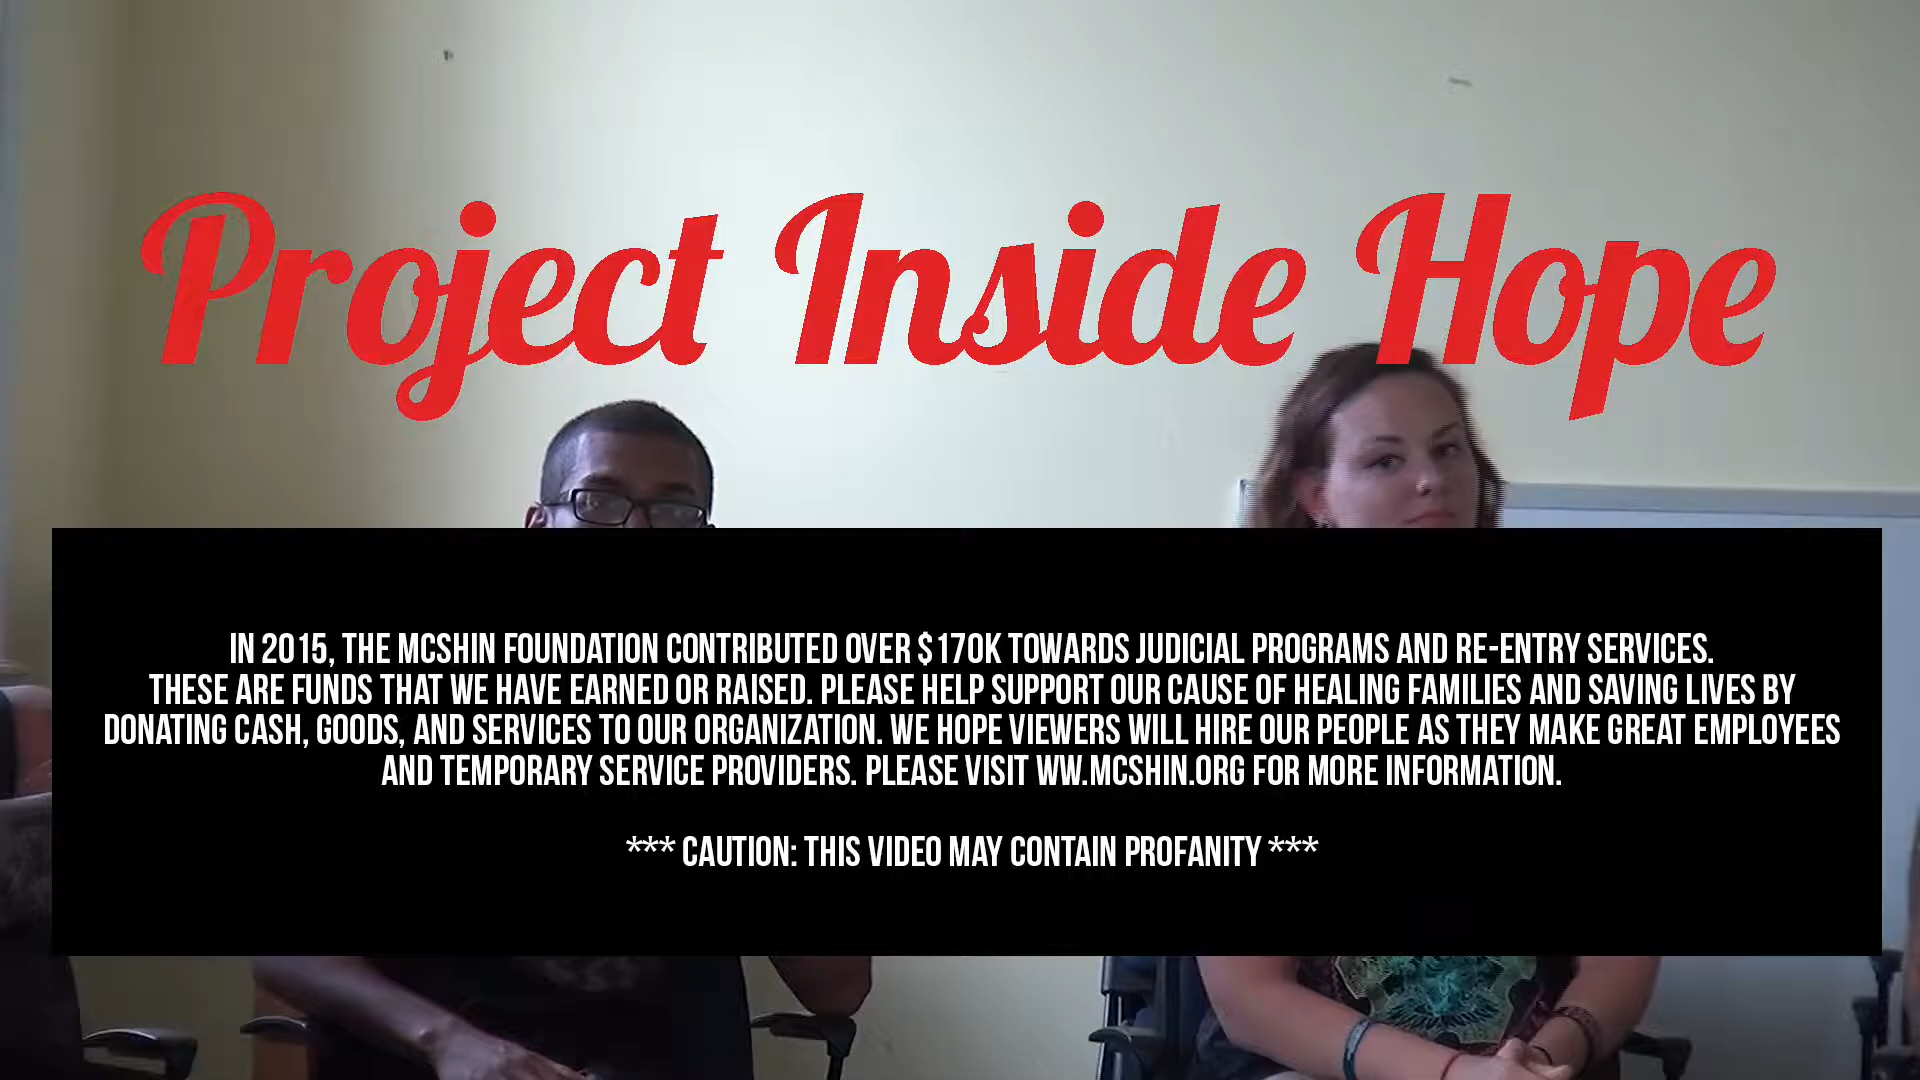 Project Inside Hope
IN 2015, THE MCSHIN FOUNDATION CONTRIBUTED OVER $170K TOWARDS JUDICIAL PROGRAMS AND RE-ENTRY SERVICES.
THESE ARE FUNDS THAT WE HAVE EARNED OR RAISED. PLEASE HELP SUPPORT OUR CAUSE OF HEALING FAMILIES AND SAVING LIVES BY
DONATING CASH, GOODS, AND SERVICES TO OUR ORGANIZATION. WE HOPE VIEWERS WILL HIRE OUR PEOPLE AS THEY MAKE GREAT EMPLOYEES
AND TEMPORARY SERVICE PROVIDERS. PLEASE VISIT WW.MCSHIN.ORG FOR MORE INFORMATION.
*** CAUTION: THIS VIDEO MAY CONTAIN PROFANITY ***